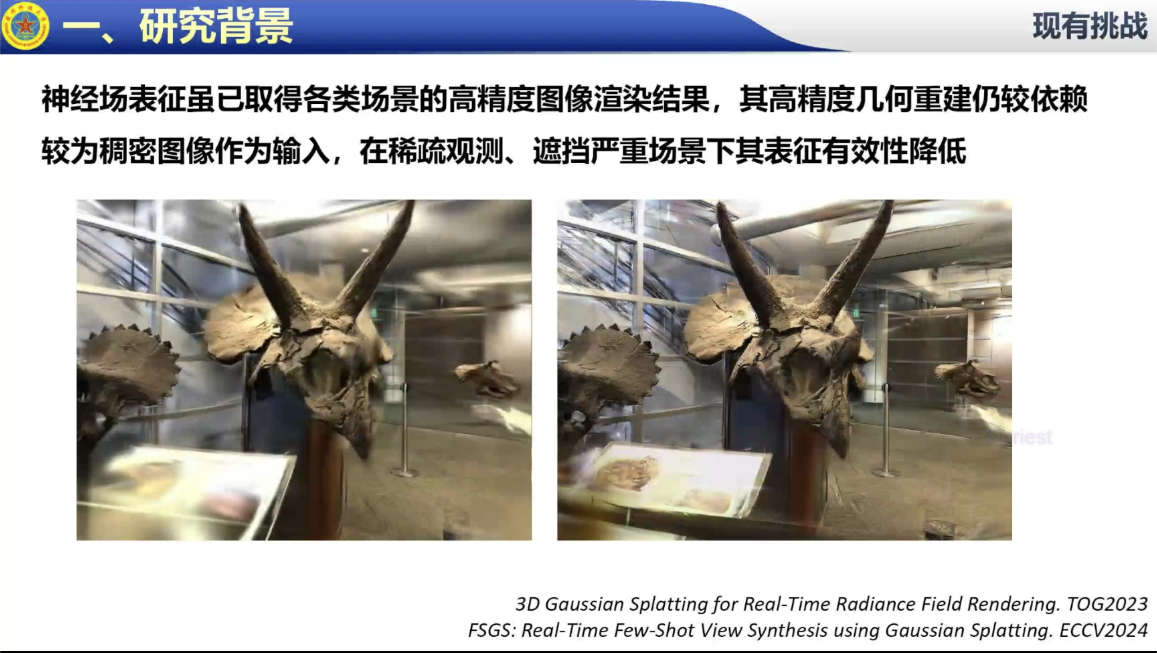 一、研究背景
现有挑战
神经场表征虽已取得各类场景的高精度图像渲染结果，其高精度几何重建仍较依赖
较为稠密图像作为输入，在稀疏观测、遮挡严重场景下其表征有效性降低
3D Gaussian Splatting for Real-Time Radiance Field Rendering. TOG2023
FSGS: Real-Time Few-Shot View Synthesis using Gaussian Splatting. ECCV2024